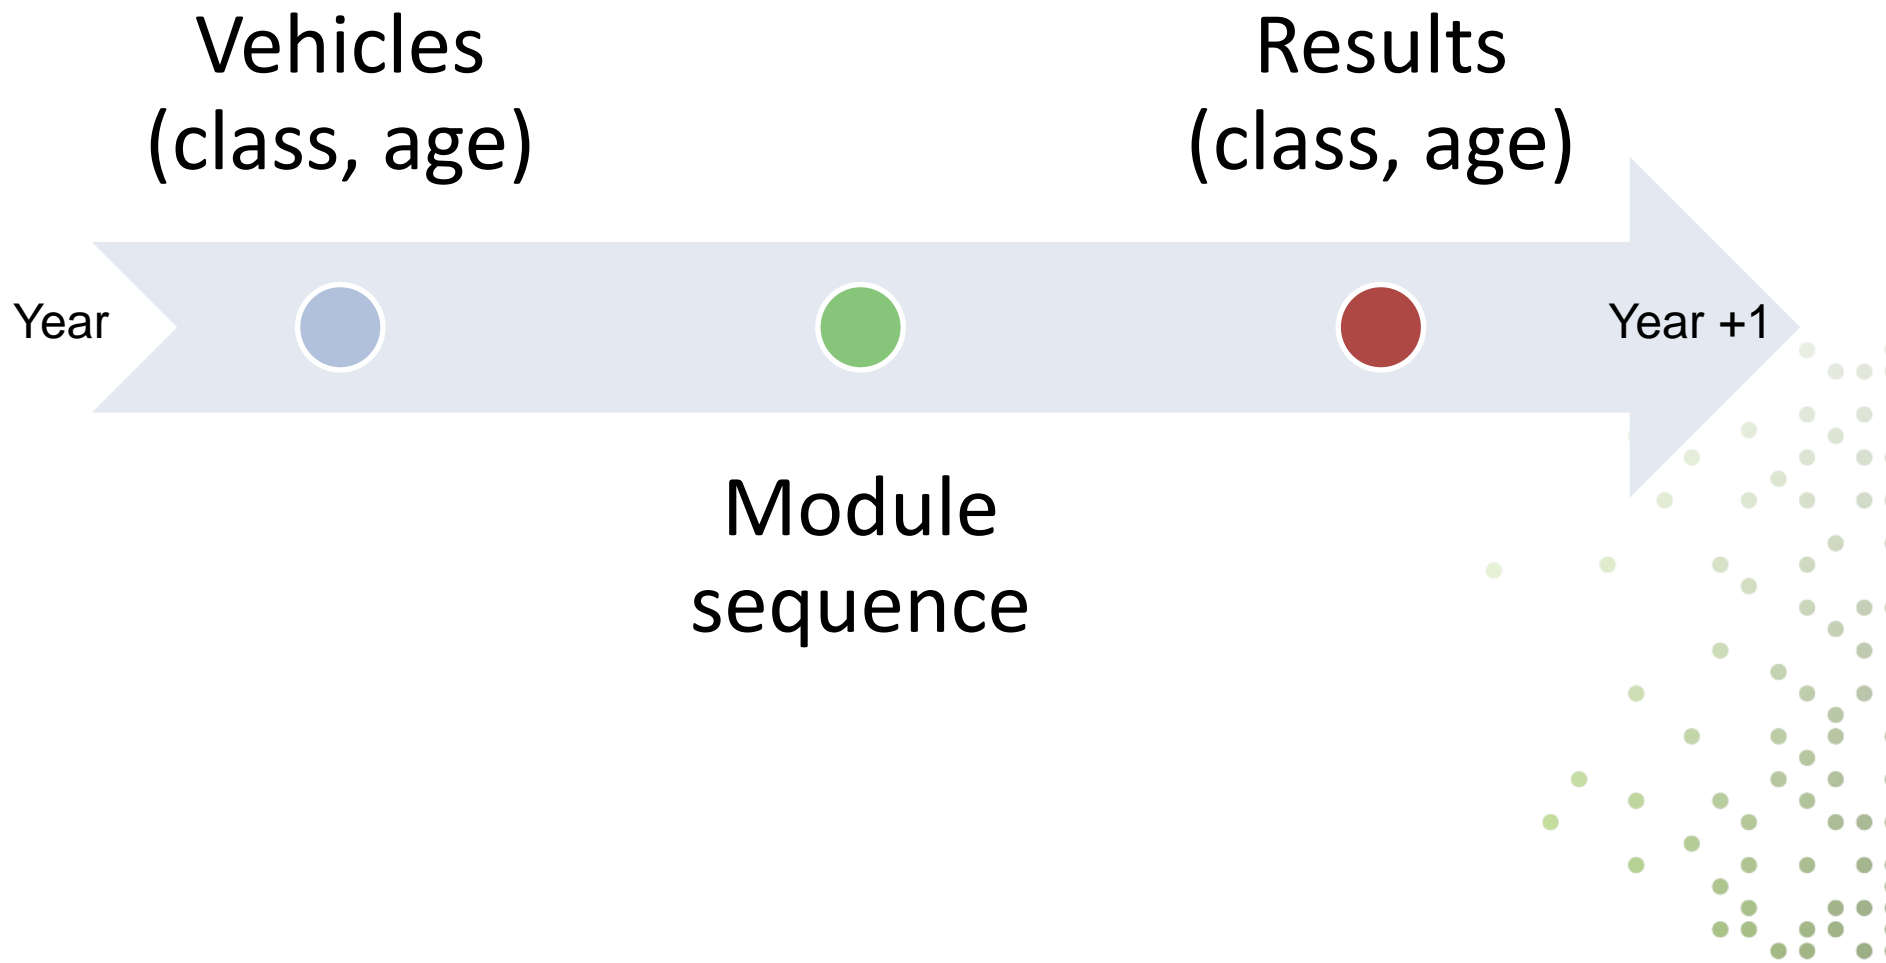 Vehicles
(class, age)
Results
(class, age)
Year
Year +1
Module
sequence